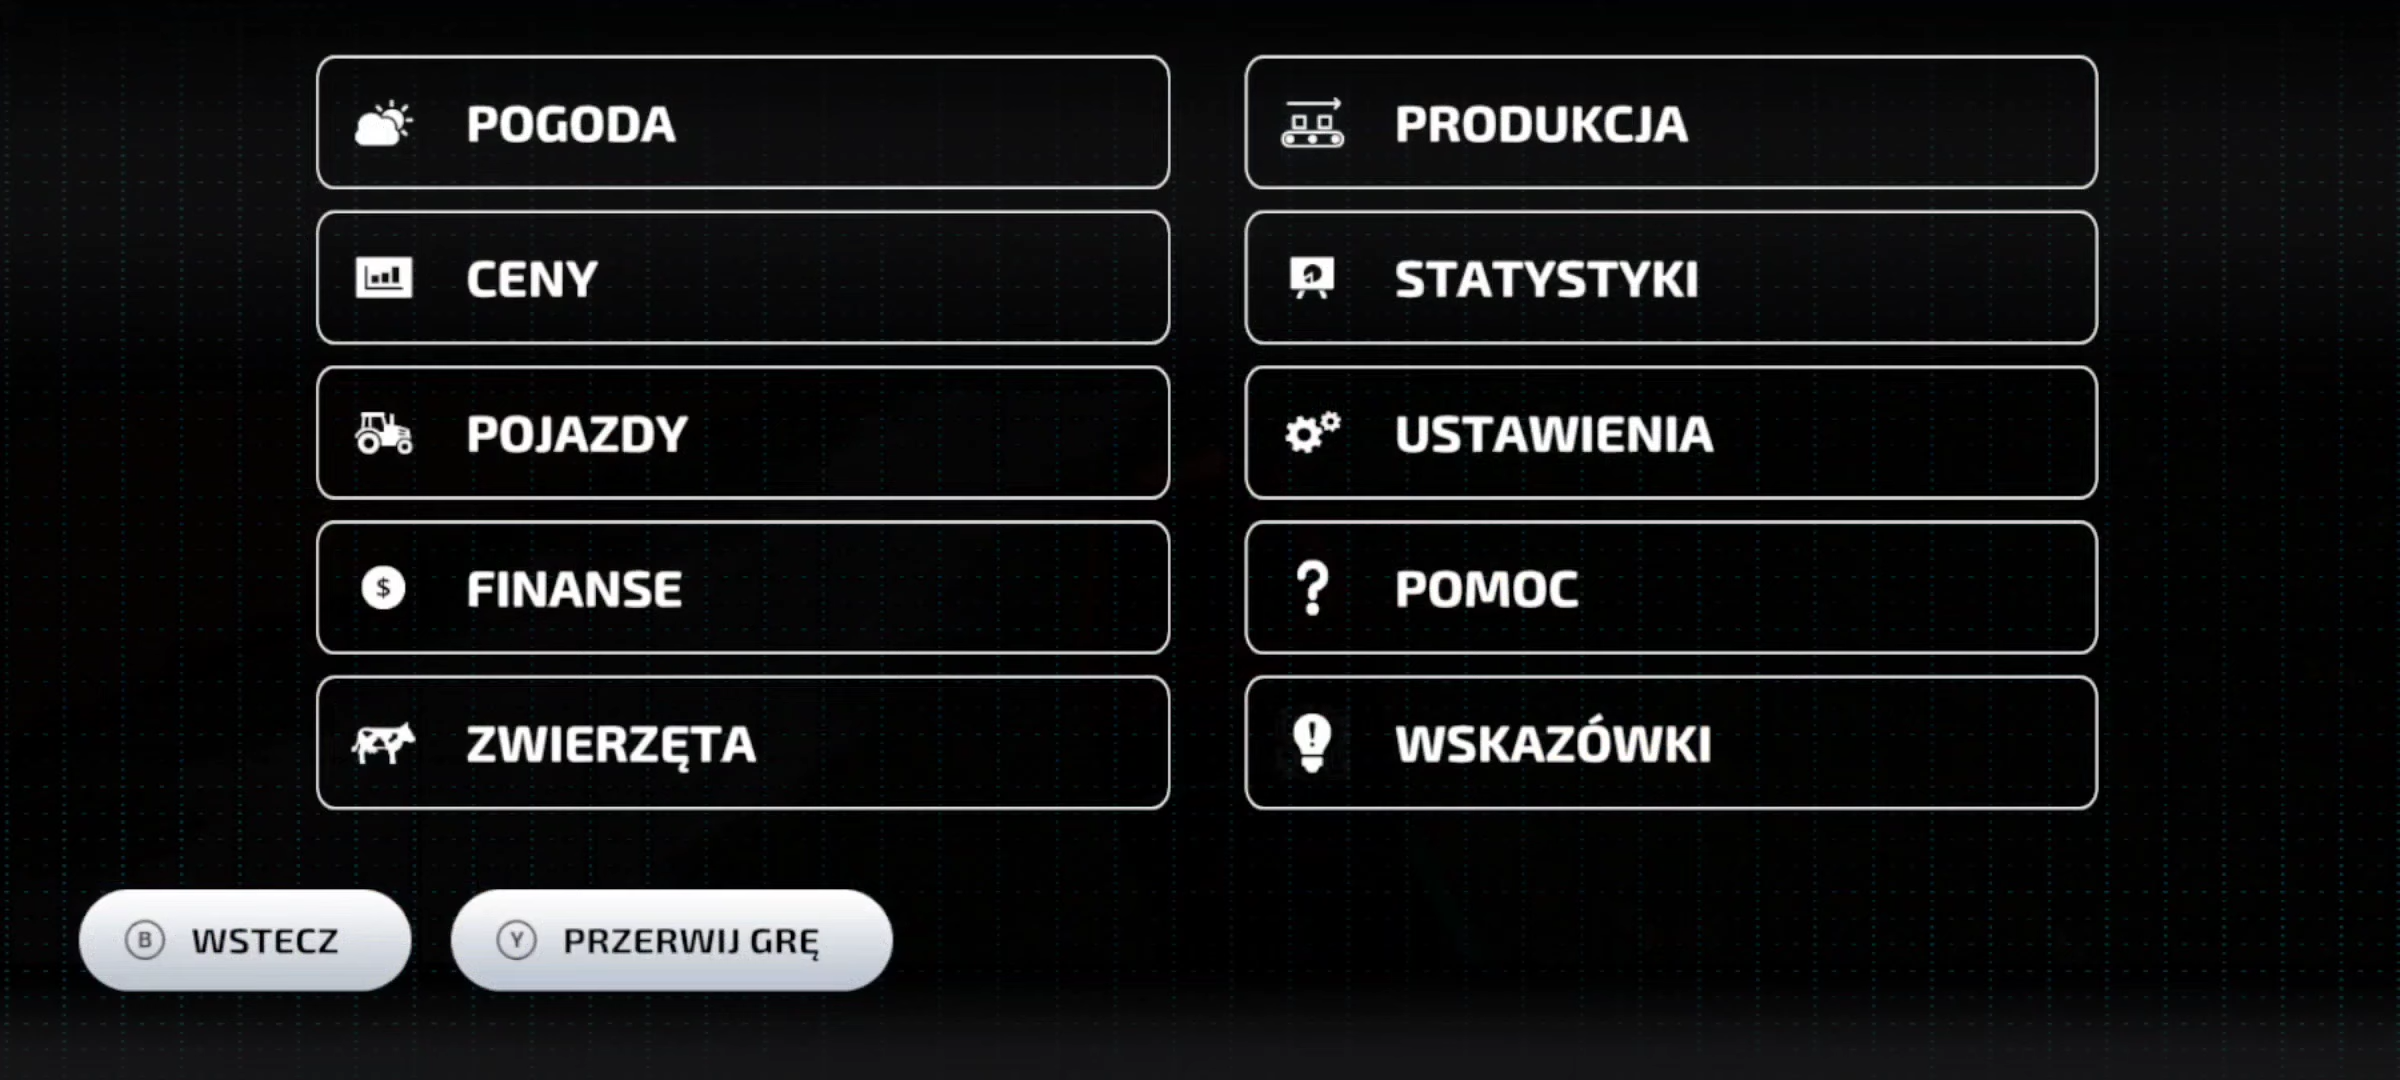 POGODA
CENY
POJAZDY
$
FINANSE
ZWIERZĘTA
PRODUKCJA
STATYSTYKI
USTAWIENIA
?
POMOC
!
WSKAZÓWKI
B WSTECZ
Y PRZERWIJ GRĘ